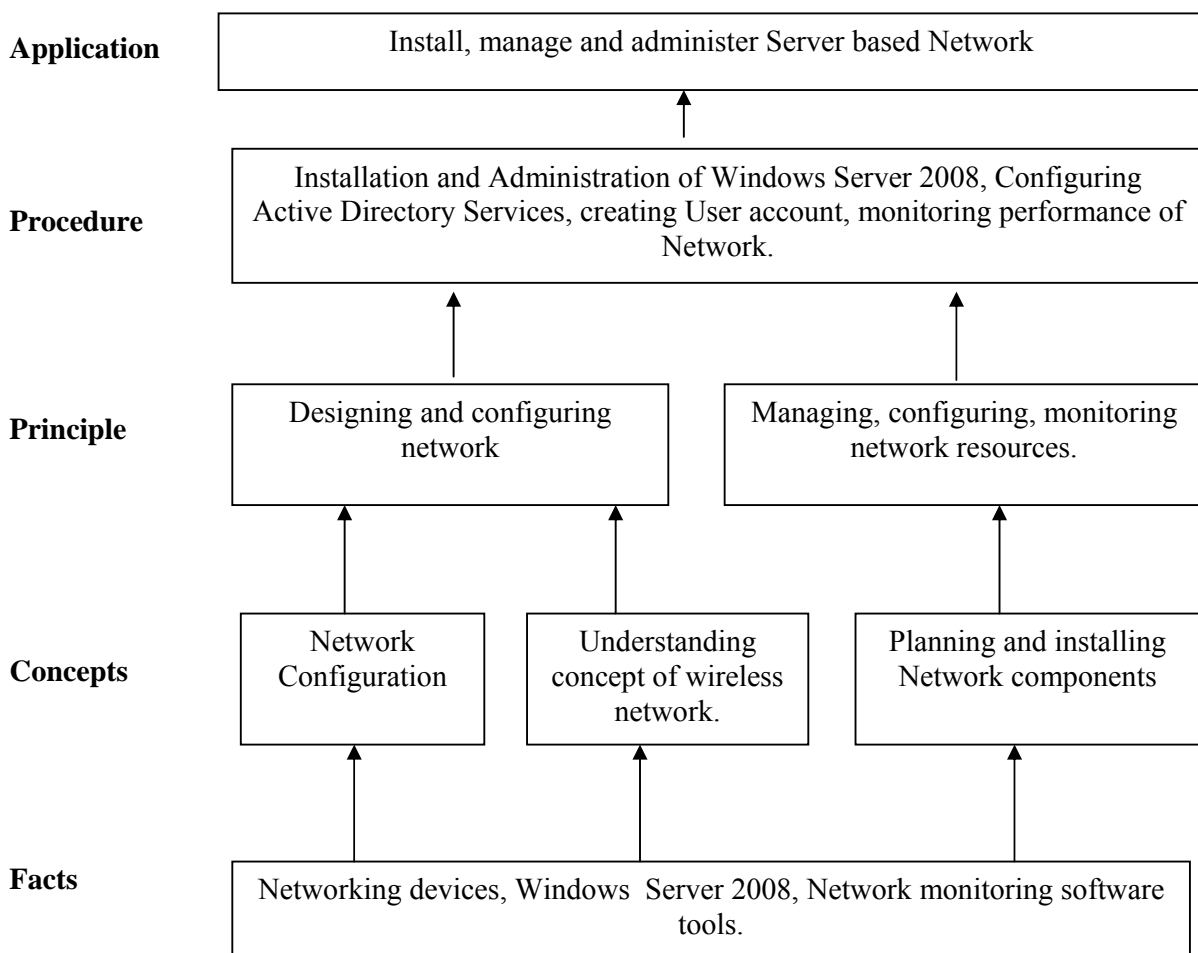 Application
Install, manage and administer Server based Network
Procedure
Installation and Administration of Windows Server 2008, Configuring
Active Directory Services, creating User account, monitoring performance of
Network.
Principle
Designing and configuring
network
Managing, configuring, monitoring
network resources.
Concepts
Network
Configuration
Understanding
concept of wireless
network.
Planning and installing
Network components
Facts
Networking devices, Windows  Server 2008, Network monitoring software
tools.